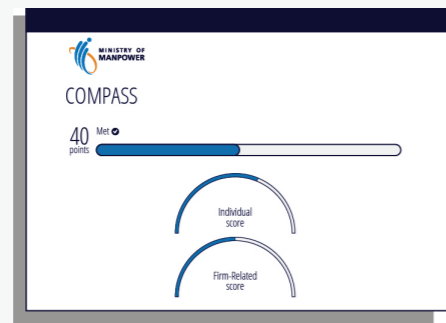 MINISTRY OF
MANPOWER
COMPASS
40
points
Met
Individual
score
Firm-Related
score